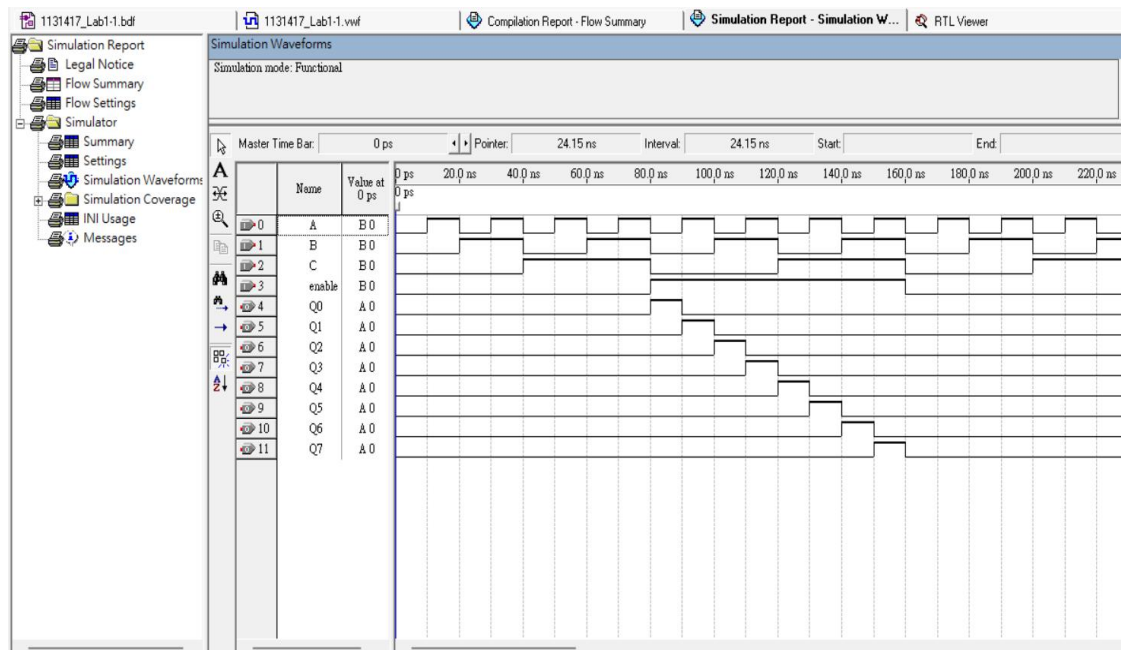 1131417_Lab1-1.bdf
1131417_Lab1-1.vwf
Compilation Report - Flow Summary
Simulation Report - Simulation W...
RTL Viewer
Simulation Report
Legal Notice
Flow Summary
Flow Settings
Simulator
Summary
Settings
Simulation Waveforms
Simulation Coverage
INI Usage
Messages
Simulation Waveforms
Simulation mode: Functional
Master Time Bar: 0 ps Pointer: 24.15 ns Interval: 24.15 ns Start: End:
Name Value at 0 ps
0 ps 20.0 ns 40.0 ns 60.0 ns 80.0 ns 100.0 ns 120.0 ns 140.0 ns 160.0 ns 180.0 ns 200.0 ns 220.0 ns
0 ps
0 A B 0
1 B B 0
2 C B 0
3 enable B 0
4 Q0 A 0
5 Q1 A 0
6 Q2 A 0
7 Q3 A 0
8 Q4 A 0
9 Q5 A 0
10 Q6 A 0
11 Q7 A 0